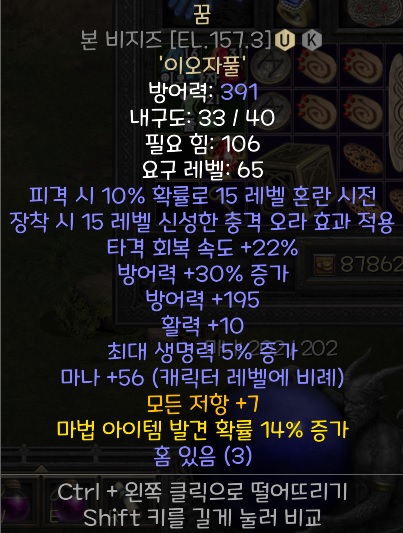 꿈
본 비지즈 [EL.157.3] U K
'이오자풀'
방어력: 391
내구도: 33 / 40
필요 힘: 106
요구 레벨: 65
피격 시 10% 확률로 15 레벨 혼란 시전
장착 시 15 레벨 신성한 충격 오라 효과 적용
타격 회복 속도 +22%
방어력 +30% 증가
방어력 +195
활력 +10
최대 생명력 5% 증가
마나 +56 (캐릭터 레벨에 비례)
모든 저항 +7
마법 아이템 발견 확률 14% 증가
홈 있음 (3)
Ctrl + 왼쪽 클릭으로 떨어뜨리기
Shift 키를 길게 눌러 비교
87862